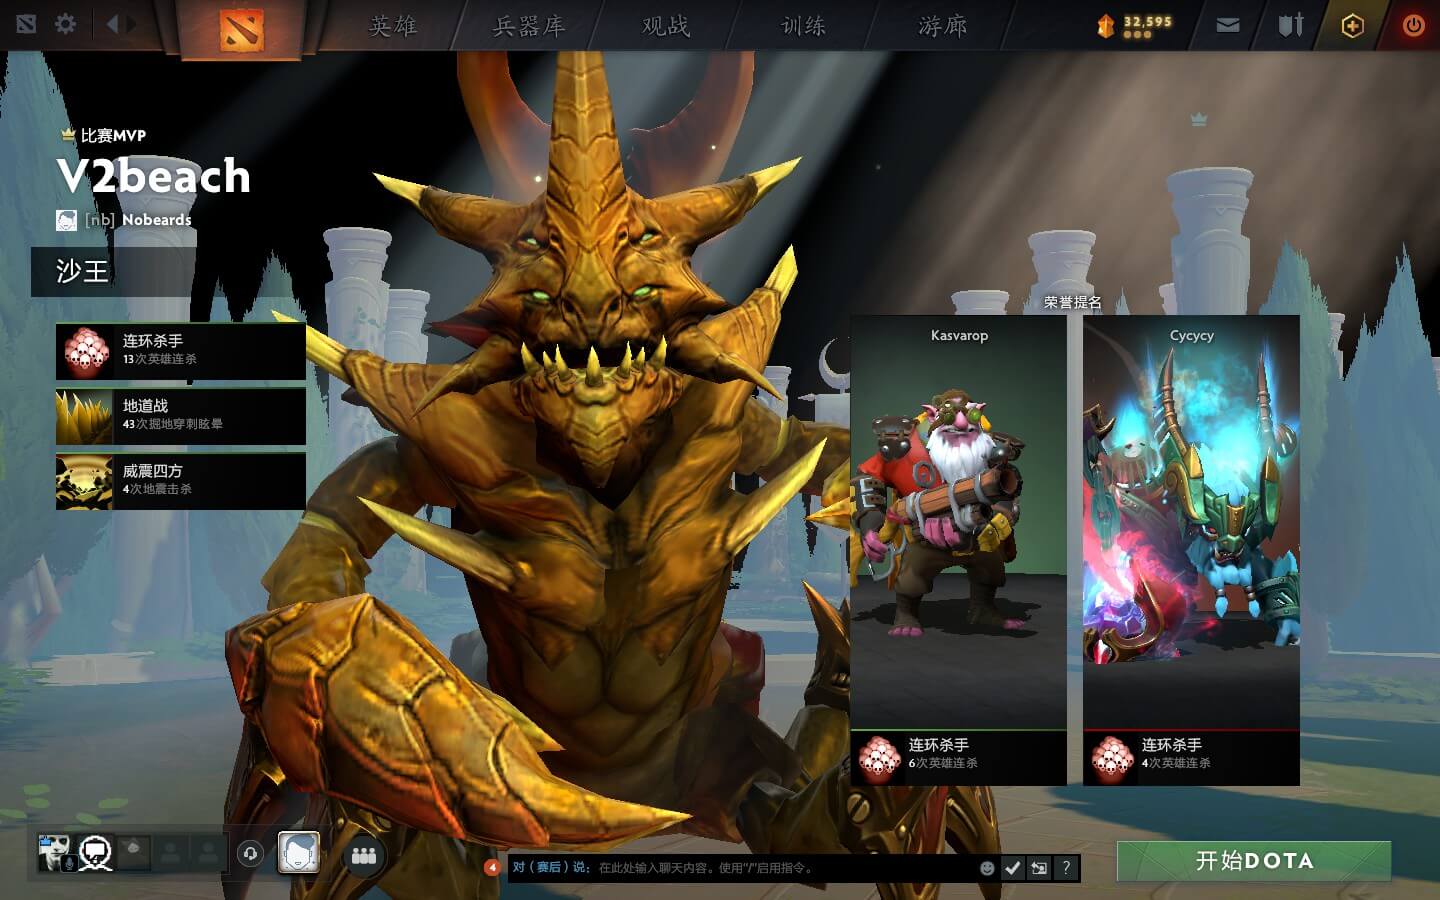 英雄
兵器库
观战
训练
游廊
32,595
比赛MVP
V2beach
[nb] Nobeards
沙王
连环杀手
13次英雄连杀
地道战
43次掘地穿刺眩晕
威震四方
4次地震击杀
荣誉提名
Kasvarop
Cycycy
连环杀手
6次英雄连杀
连环杀手
4次英雄连杀
4
对（赛后）说：在此处输入聊天内容。使用“/”启用指令。
?
开始DOTA